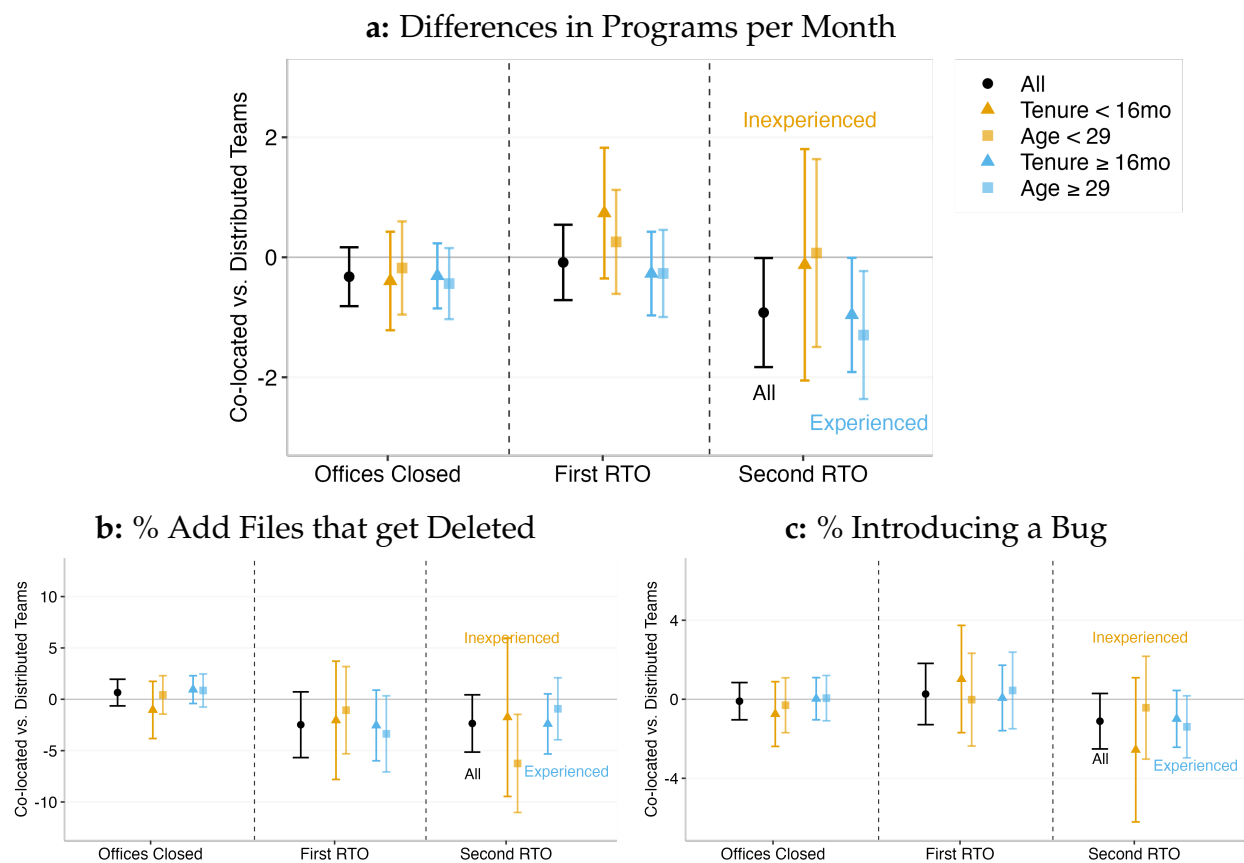 a: Differences in Programs per Month
Co-located vs. Distributed Teams
2
0
-2
Inexperienced
All
Experienced
Offices Closed
First RTO
Second RTO
All
Tenure < 16mo
Age < 29
Tenure ≥ 16mo
Age ≥ 29
b: % Add Files that get Deleted
Co-located vs. Distributed Teams
10
5
0
-5
-10
Inexperienced
All
Experienced
Offices Closed
First RTO
Second RTO
c: % Introducing a Bug
Co-located vs. Distributed Teams
4
0
-4
Inexperienced
All
Experienced
Offices Closed
First RTO
Second RTO